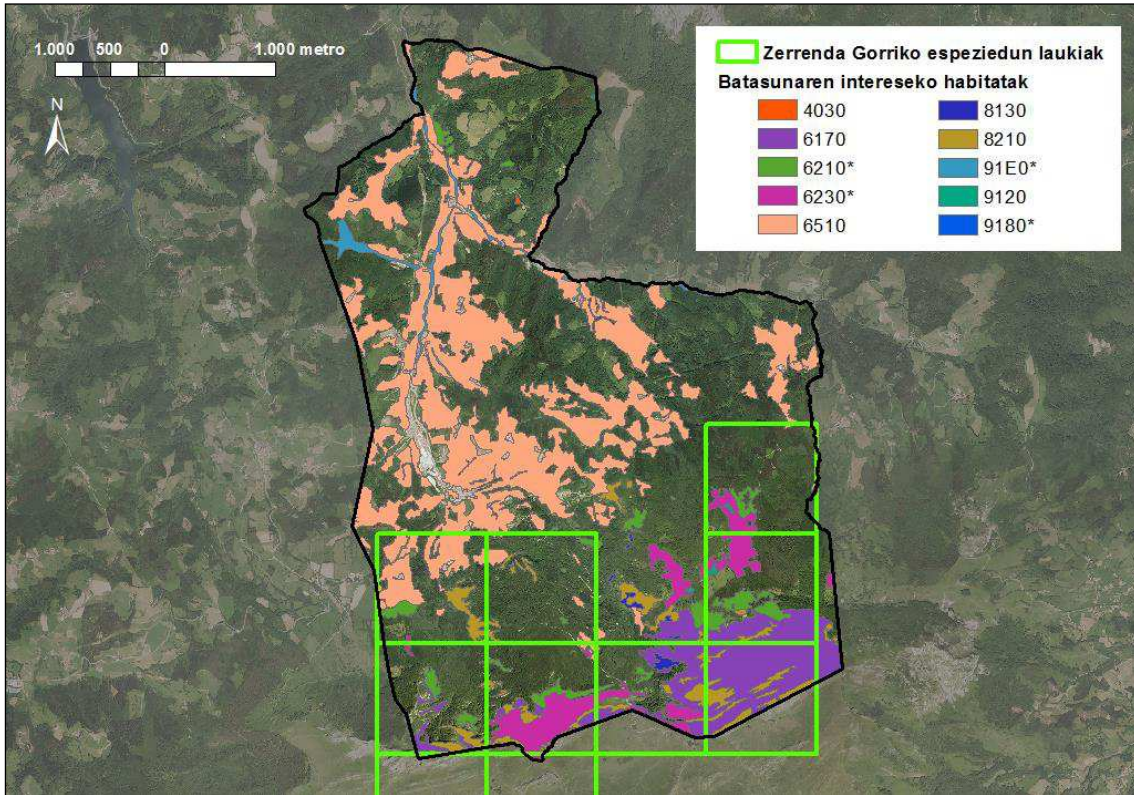 1.000 500 0 1.000 metro
N
Zerrenda Gorriko espeziedun laukiak
Batasunaren intereseko habitatak
4030
6170
6210*
6230*
6510
8130
8210
91E0*
9120
9180*